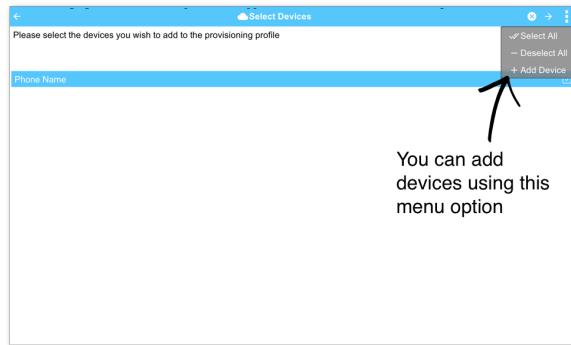 Select Devices
Please select the devices you wish to add to the provisioning profile
Select All
Deselect All
Add Device
Phone Name
You can add
devices using this
menu option